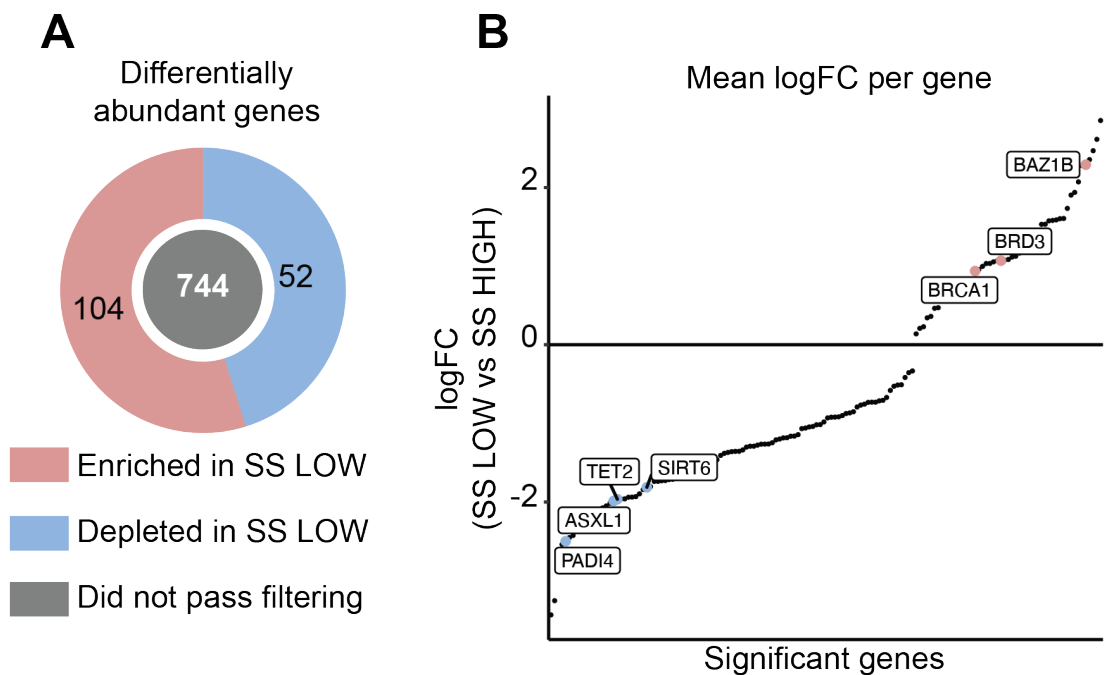 A
Differentially
abundant genes
104
744
52
Enriched in SS LOW
Depleted in SS LOW
Did not pass filtering
B
Mean logFC per gene
logFC
(SS LOW vs SS HIGH)
2
0
-2
BAZ1B
BRD3
BRCA1
TET2
SIRT6
ASXL1
PADI4
Significant genes